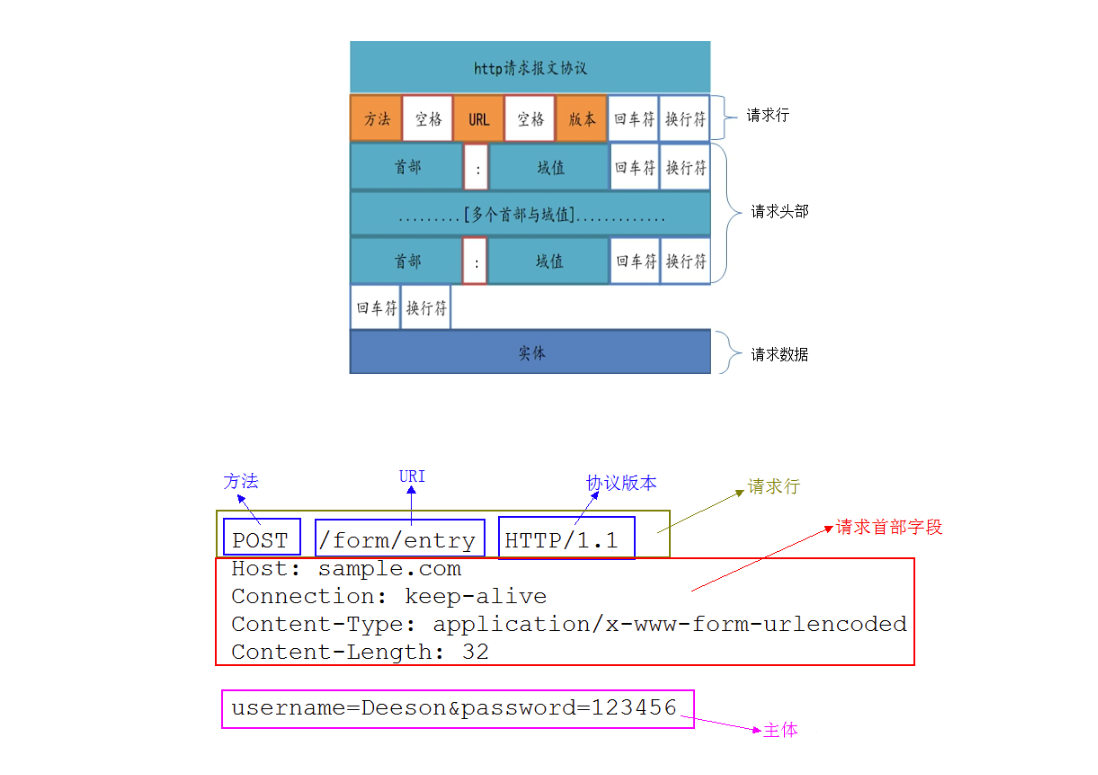 http请求报文协议
方法 空格 URL 空格 版本 回车符 换行符 请求行
首部 : 域值 回车符 换行符
.........[多个首部与域值]............. 请求头部
首部 : 域值 回车符 换行符
回车符 换行符
实体 请求数据
方法 URI 协议版本 请求行
POST /form/entry HTTP/1.1 请求首部字段
Host: sample.com
Connection: keep-alive
Content-Type: application/x-www-form-urlencoded
Content-Length: 32
username=Deeson&password=123456
主体